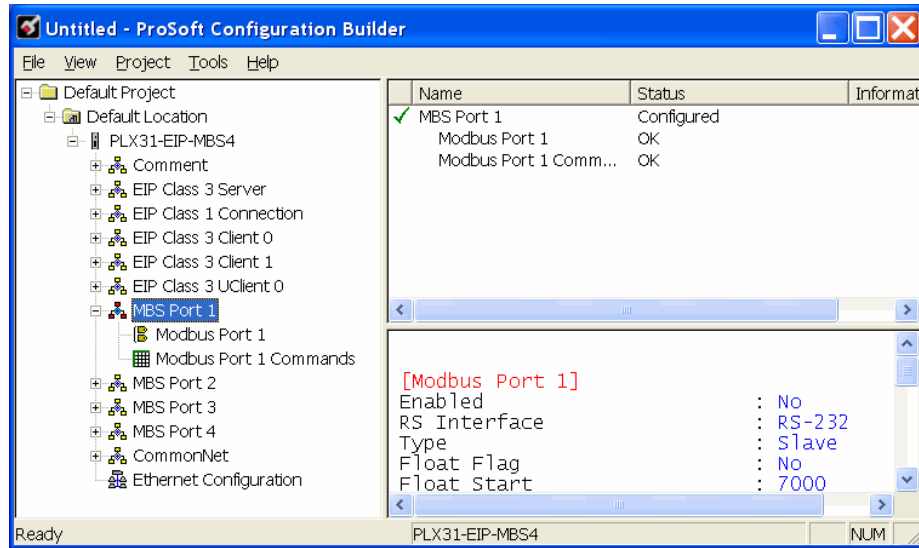 Untitled - ProSoft Configuration Builder
File View Project Tools Help
Default Project
Default Location
PLX31-EIP-MBS4
Comment
EIP Class 3 Server
EIP Class 1 Connection
EIP Class 3 Client 0
EIP Class 3 Client 1
EIP Class 3 UClient 0
MBS Port 1
Modbus Port 1
Modbus Port 1 Commands
MBS Port 2
MBS Port 3
MBS Port 4
CommonNet
Ethernet Configuration
Name Status Informat
MBS Port 1 Configured
Modbus Port 1 OK
Modbus Port 1 Comm... OK
[Modbus Port 1]
Enabled : No
RS Interface : RS-232
Type : Slave
Float Flag : No
Float Start : 7000
Ready PLX31-EIP-MBS4 NUM